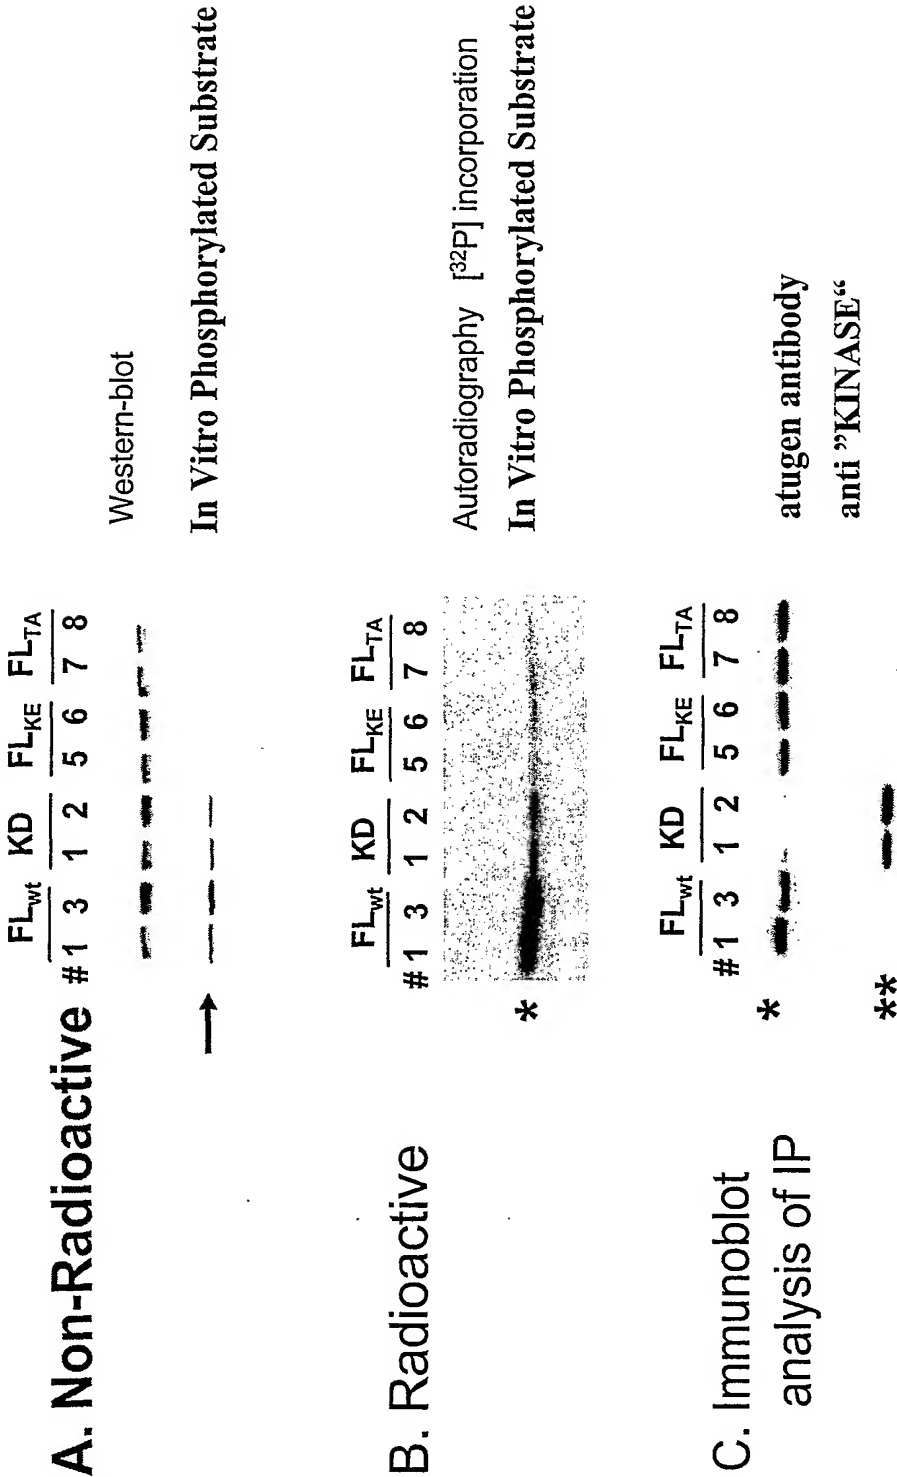 A. Non-Radioactive
FLwt KD FLKE FLTA
#1 3 1 2 5 6 7 8
Western-blot
In Vitro Phosphorylated Substrate
B. Radioactive
FLwt KD FLKE FLTA
#1 3 1 2 5 6 7 8
*
Autoradiography [32P] incorporation
In Vitro Phosphorylated Substrate
C. Immunoblot
analysis of IP
FLwt KD FLKE FLTA
#1 3 1 2 5 6 7 8
*
**
atugen antibody
anti ”KINASE“